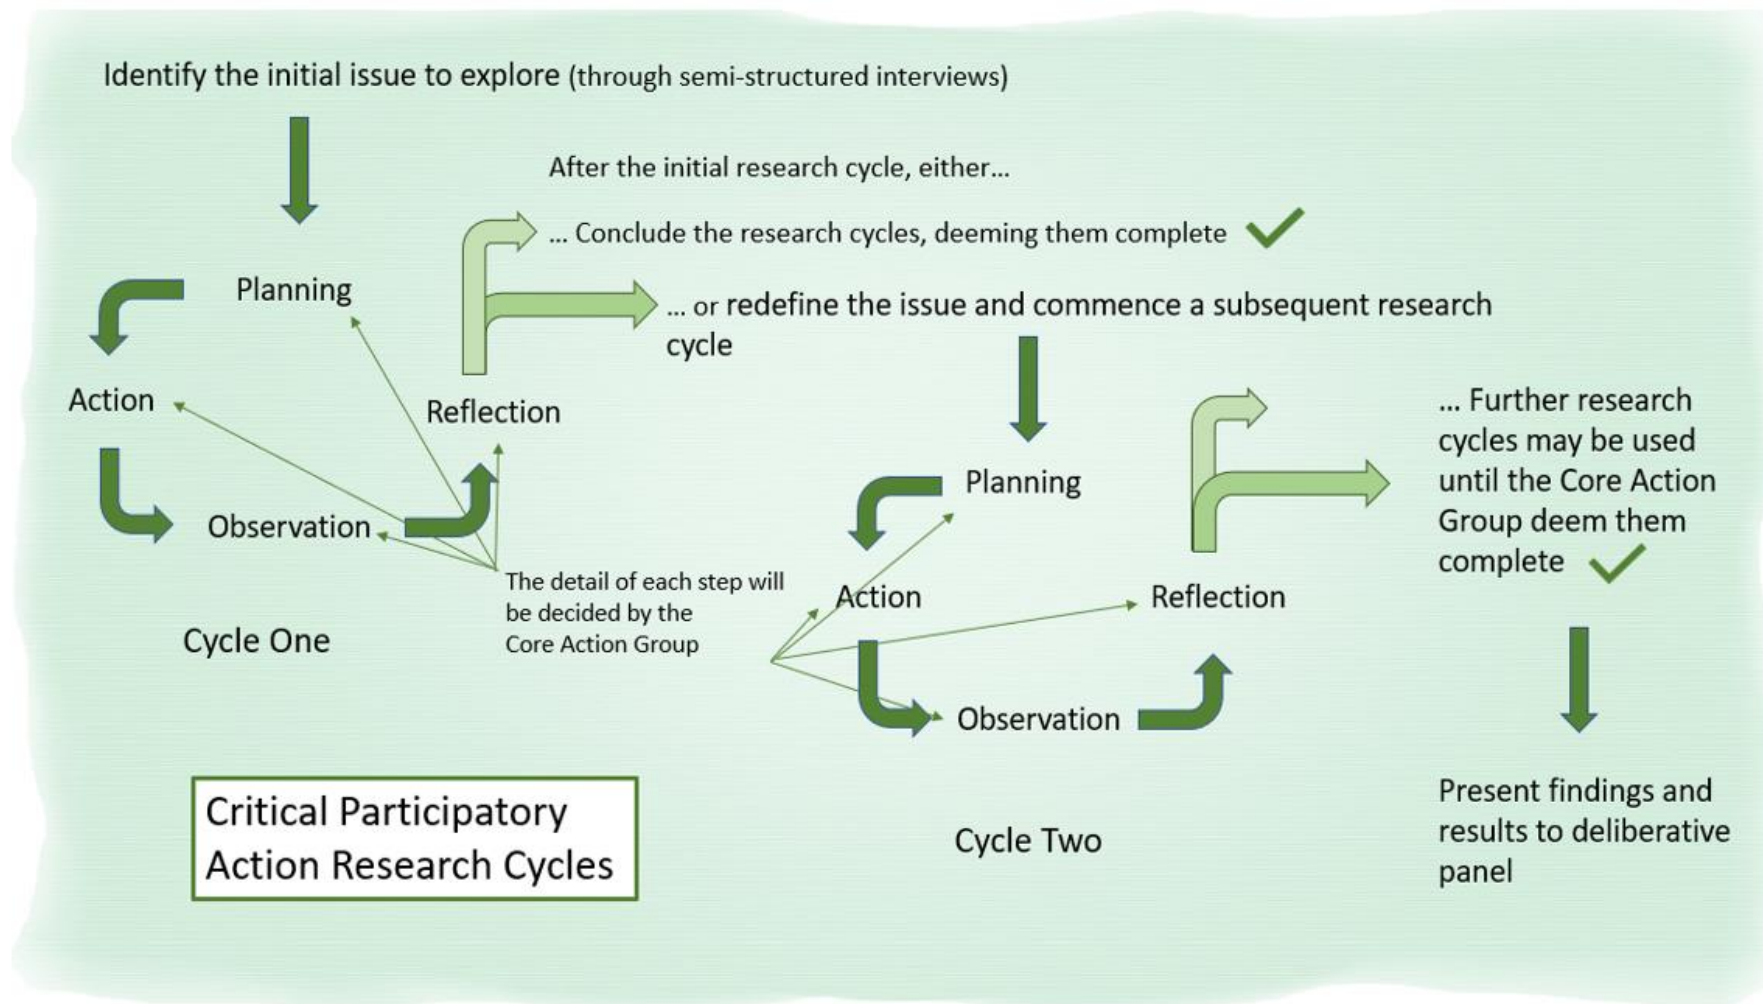 Identify the initial issue to explore (through semi-structured interviews)
After the initial research cycle, either...
... Conclude the research cycles, deeming them complete
... or redefine the issue and commence a subsequent research
cycle
Planning
Action
Observation
Reflection
The detail of each step will
be decided by the
Core Action Group
Cycle One
Planning
Action
Observation
Reflection
Cycle Two
... Further research
cycles may be used
until the Core Action
Group deem them
complete
Present findings and
results to deliberative
panel
Critical Participatory
Action Research Cycles